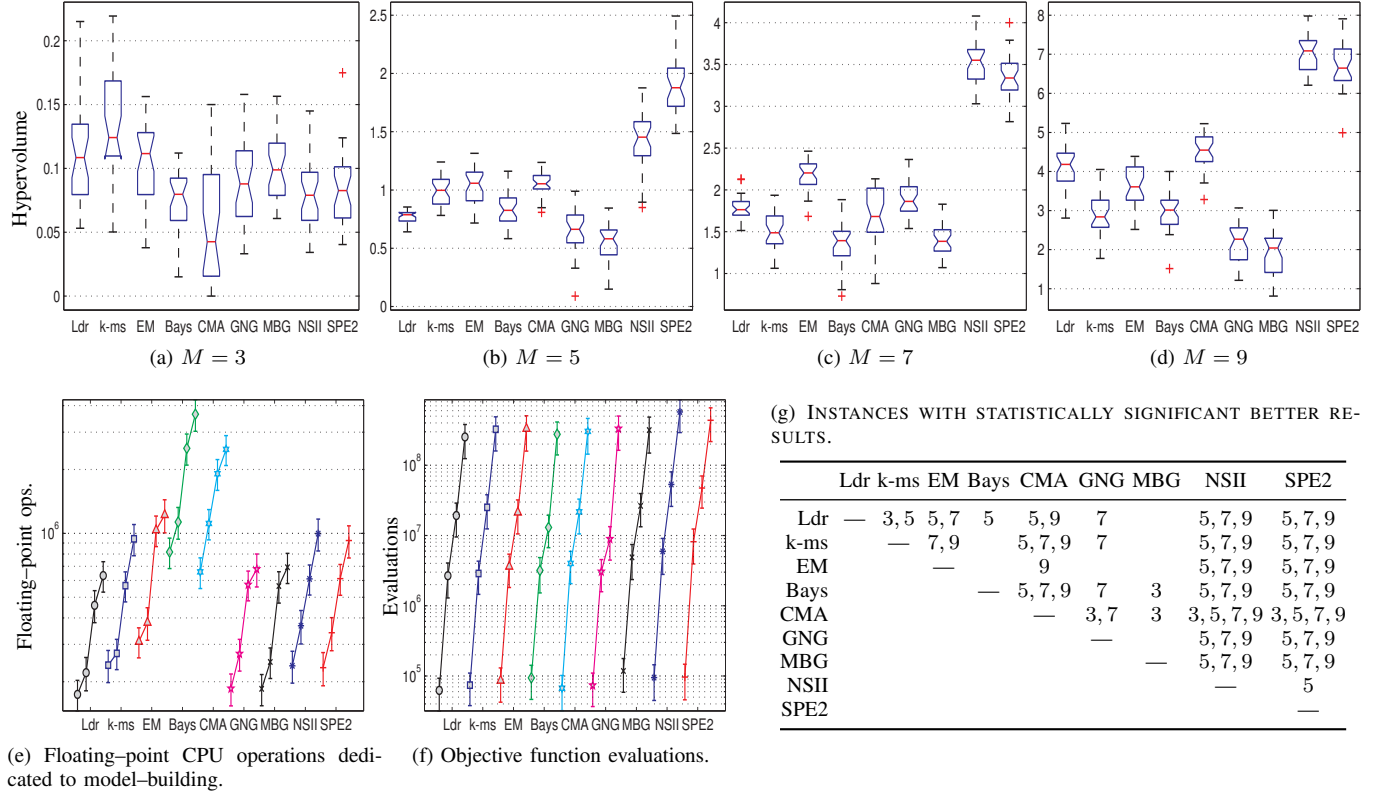 Hypervolume
0.2
0.15
0.1
0.05
0
Ldr k-ms EM Bays CMA GNG MBG NSII SPE2
(a) M = 3
2.5
2.0
1.5
1.0
0.5
0.0
Ldr k-ms EM Bays CMA GNG MBG NSII SPE2
(b) M = 5
4
3.5
3
2.5
2
1.5
1
Ldr k-ms EM Bays CMA GNG MBG NSII SPE2
(c) M = 7
8
7
6
5
4
3
2
1
Ldr k-ms EM Bays CMA GNG MBG NSII SPE2
(d) M = 9
Floating–point ops.
10^6
Ldr k-ms EM Bays CMA GNG MBG NSII SPE2
(e) Floating–point CPU operations dedi-
cated to model–building.
Evaluations
10^8
10^7
10^6
10^5
Ldr k-ms EM Bays CMA GNG MBG NSII SPE2
(f) Objective function evaluations.
(g) INSTANCES WITH STATISTICALLY SIGNIFICANT BETTER RE-
SULTS.
Ldr k-ms EM Bays CMA GNG MBG NSII SPE2
Ldr — 3, 5 5, 7 5 5, 9 7 5, 7, 9 5, 7, 9
k-ms — 7, 9 5, 7, 9 7 5, 7, 9 5, 7, 9
EM — 9 5, 7, 9 5, 7, 9
Bays — 5, 7, 9 7 3 5, 7, 9 5, 7, 9
CMA — 3, 7 3 3, 5, 7, 9 3, 5, 7, 9
GNG — 5, 7, 9 5, 7, 9
MBG — 5, 7, 9 5, 7, 9
NSII — 5
SPE2 —